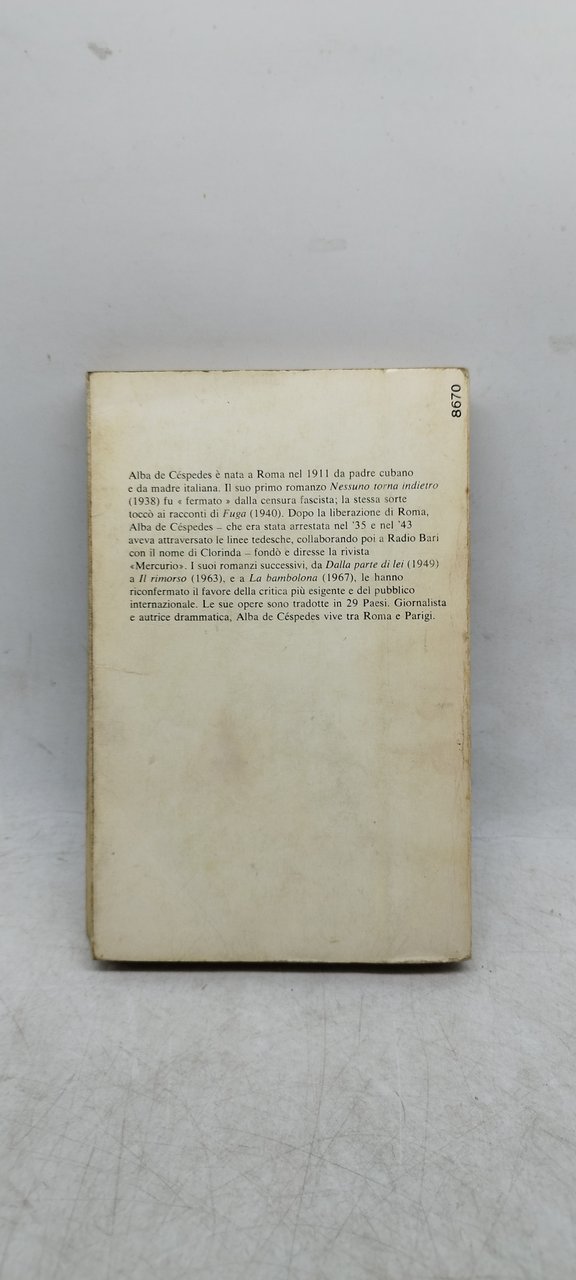 8670
Alba de Céspedes è nata a Roma nel 1911 da padre cubano
e da madre italiana. Il suo primo romanzo Nessuno torna indietro
(1938) fu « fermato » dalla censura fascista; la stessa sorte
toccò ai racconti di Fuga (1940). Dopo la liberazione di Roma,
Alba de Céspedes – che era stata arrestata nel '35 e nel '43
aveva attraversato le linee tedesche, collaborando poi a Radio Bari
con il nome di Clorinda – fondò e diresse la rivista
«Mercurio». I suoi romanzi successivi, da Dalla parte di lei (1949)
a Il rimorso (1963), e a La bambolona (1967), le hanno
riconfermato il favore della critica più esigente e del pubblico
internazionale. Le sue opere sono tradotte in 29 Paesi. Giornalista
e autrice drammatica, Alba de Céspedes vive tra Roma e Parigi.